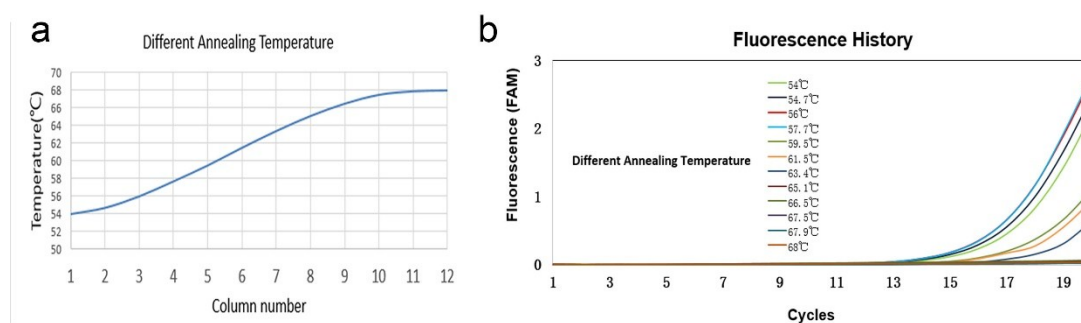 a
Different Annealing Temperature
Temperature(°C)
70
68
66
64
62
60
58
56
54
52
50
1 2 3 4 5 6 7 8 9 10 11 12
Column number
b
Fluorescence History
Fluorescence (FAM)
3
2
1
0
Different Annealing Temperature
54℃
54.7℃
56℃
57.7℃
59.5℃
61.5℃
63.4℃
65.1℃
66.5℃
67.5℃
67.9℃
68℃
1 3 5 7 9 11 13 15 17 19
Cycles